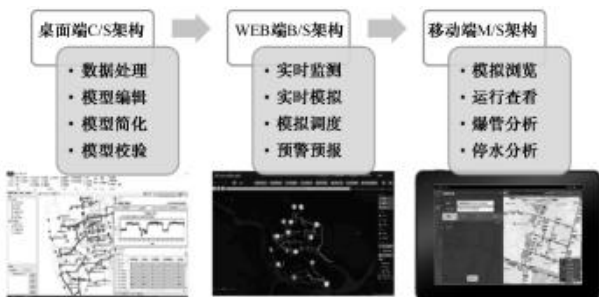 桌面端C/S架构
• 数据处理
• 模型编辑
• 模型简化
• 模型校验
WEB端B/S架构
• 实时监测
• 实时模拟
• 模拟调度
• 预警预报
移动端M/S架构
• 模拟浏览
• 运行查看
• 爆管分析
• 停水分析